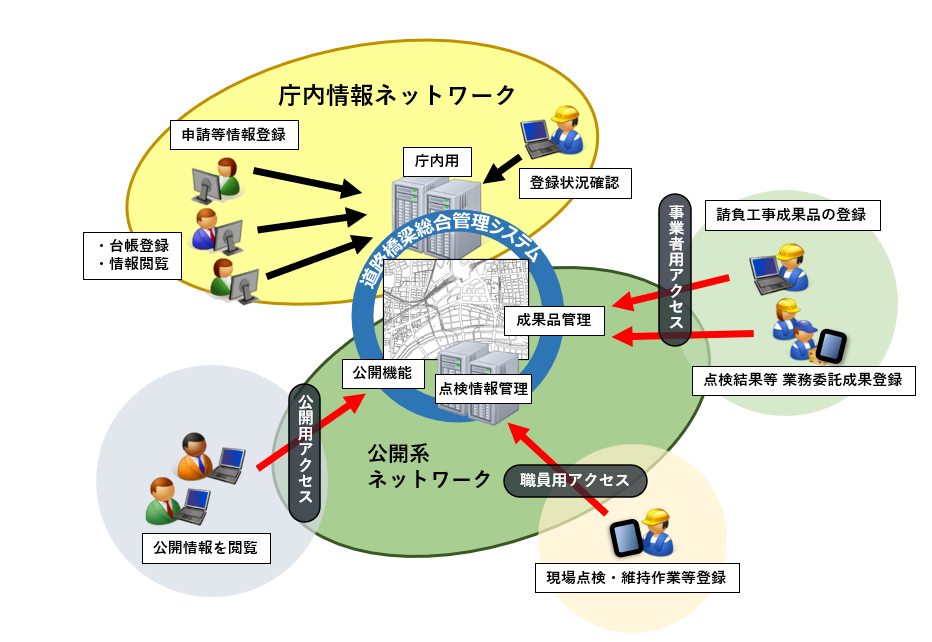 庁内情報ネットワーク
申請等情報登録
庁内用
登録状況確認
・台帳登録
・情報閲覧
道路橋梁総合管理システム
事業者用アクセス
請負工事成果品の登録
成果品管理
公開機能
点検情報管理
点検結果等 業務委託成果登録
公開用アクセス
公開系
ネットワーク
職員用アクセス
公開情報を閲覧
現場点検・維持作業等登録